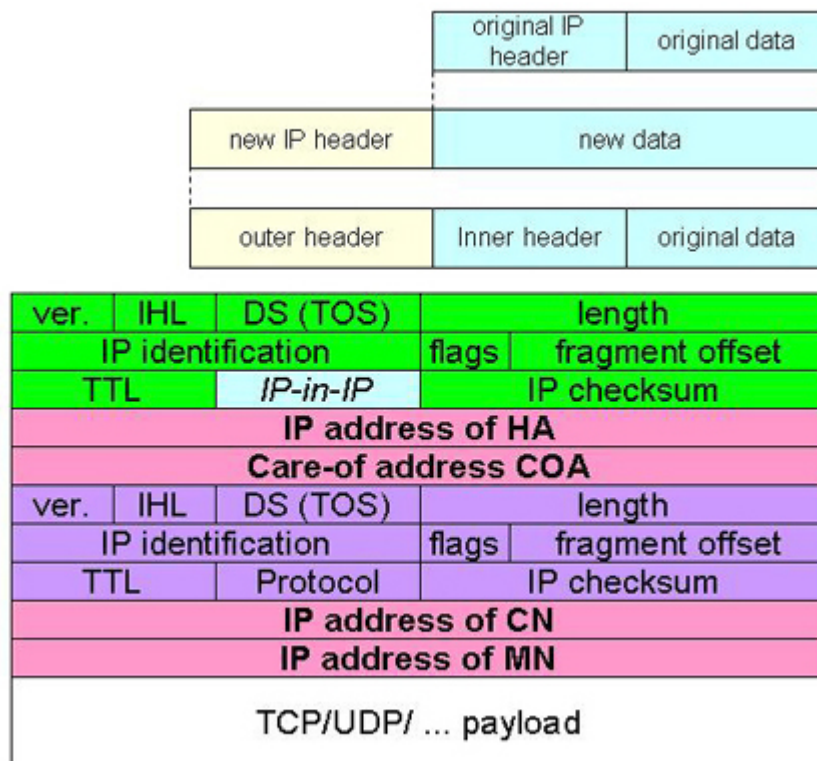 original IP header original data
new IP header new data
outer header Inner header original data
ver. IHL DS (TOS) length
IP identification flags fragment offset
TTL IP-in-IP IP checksum
IP address of HA
Care-of address COA
ver. IHL DS (TOS) length
IP identification flags fragment offset
TTL Protocol IP checksum
IP address of CN
IP address of MN
TCP/UDP/ ... payload